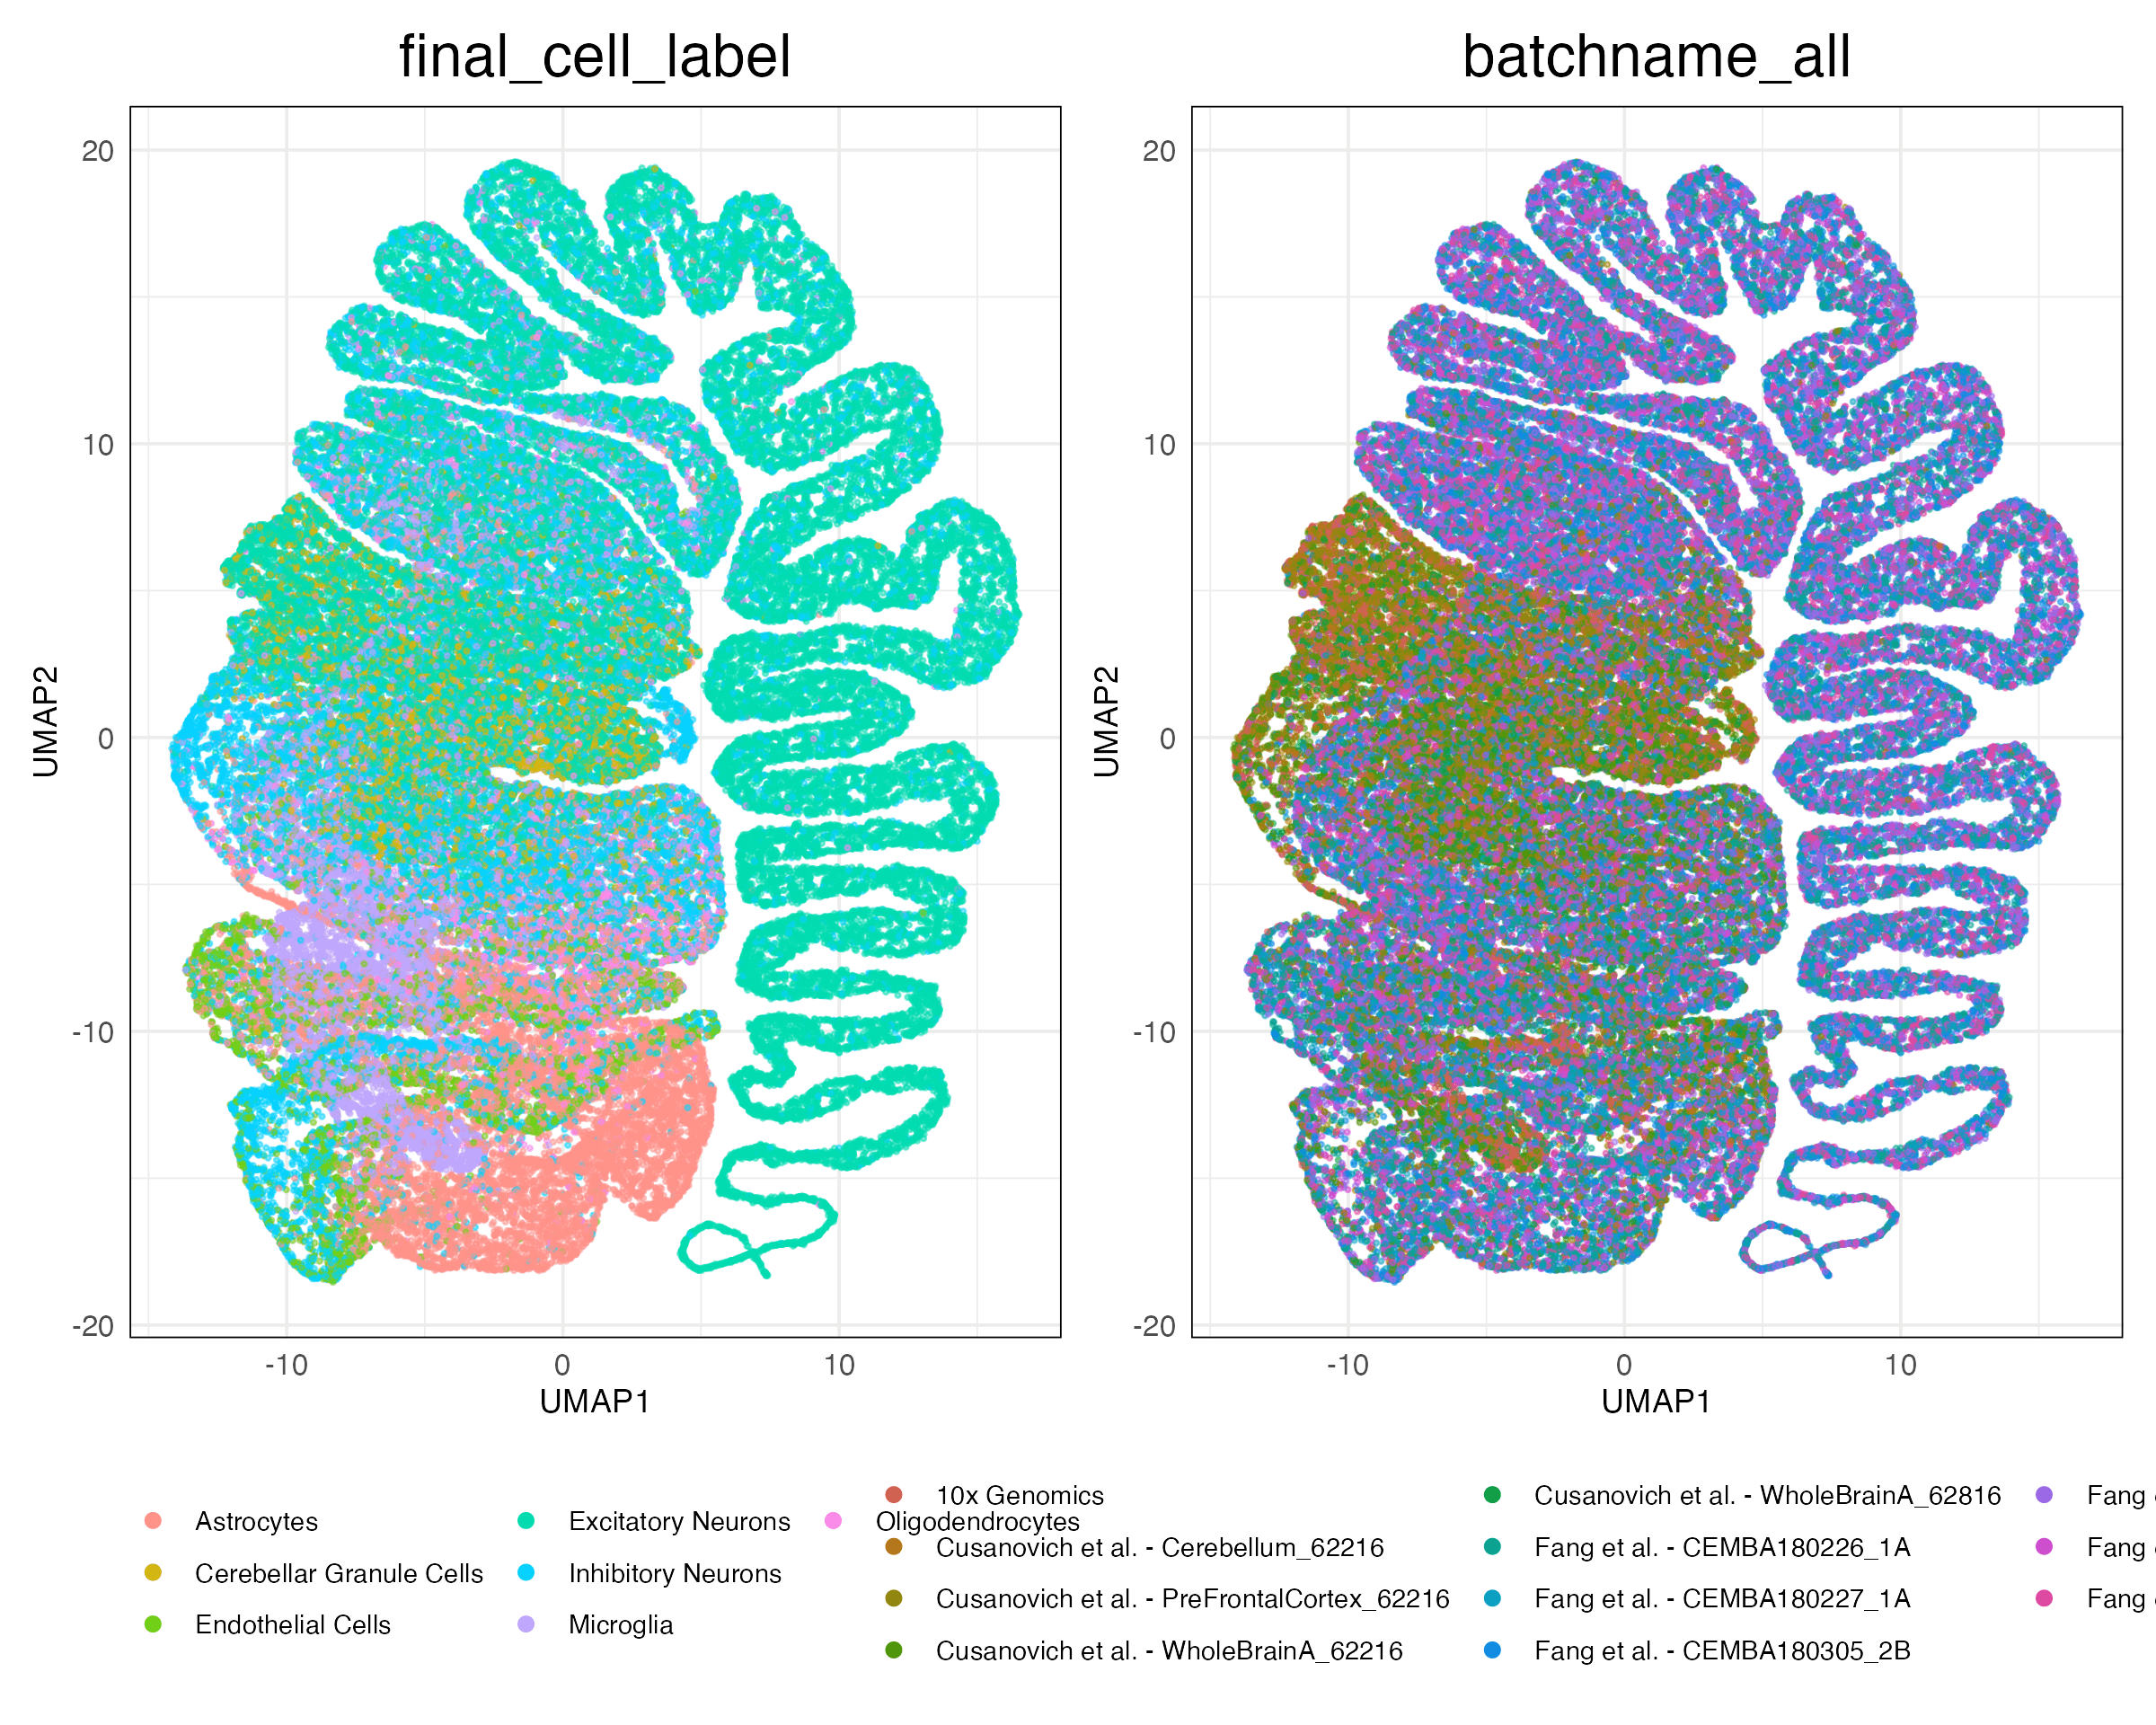 final_cell_label
batchname_all
20
10
0
-10
-20
UMAP2
-10
0
10
UMAP1
20
10
0
-10
-20
UMAP2
-10
0
10
UMAP1
Astrocytes
Cerebellar Granule Cells
Endothelial Cells
Excitatory Neurons
Inhibitory Neurons
Microglia
Oligodendrocytes
10x Genomics
Cusanovich et al. - Cerebellum_62216
Cusanovich et al. - PreFrontalCortex_62216
Cusanovich et al. - WholeBrainA_62216
Cusanovich et al. - WholeBrainA_62816
Fang et al. - CEMBA180226_1A
Fang et al. - CEMBA180227_1A
Fang et al. - CEMBA180305_2B
Fang
Fang
Fang